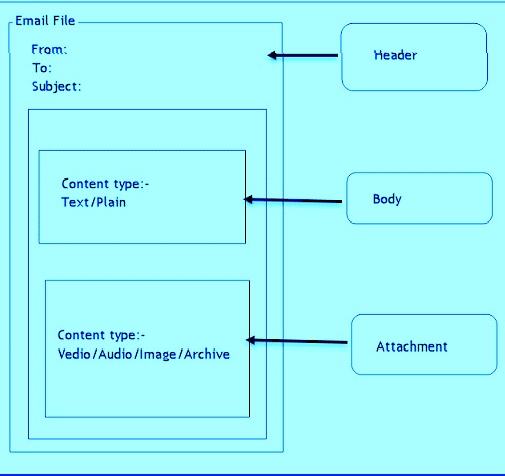 Email File
From:
To:
Subject:
Header
Content type:-
Text/Plain
Body
Content type:-
Vedio/Audio/Image/Archive
Attachment